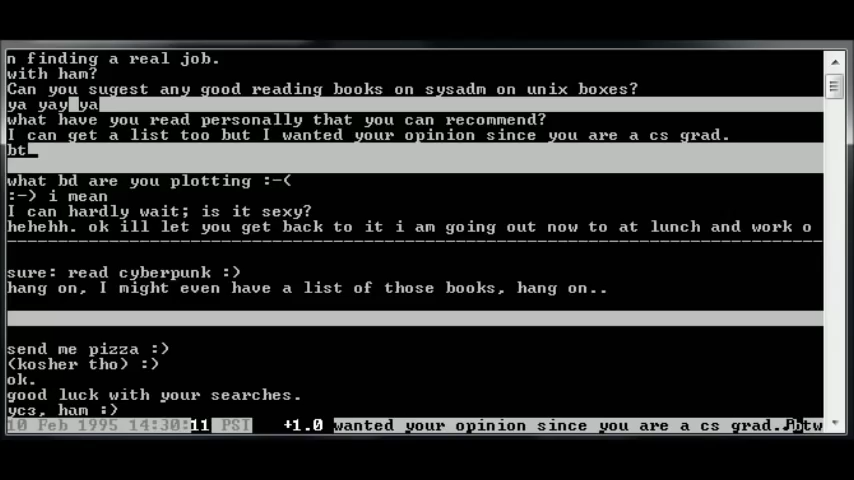 n finding a real job.
with ham?
Can you sugest any good reading books on sysadm on unix boxes?
ya yay ya
what have you read personally that you can recommend?
I can get a list too but I wanted your opinion since you are a cs grad.
bt_
what bd are you plotting :-(
:-) i mean
I can hardly wait; is it sexy?
hehehh. ok ill let you get back to it i am going out now to at lunch and work o
--------------------------------------------------------------------------------
sure: read cyberpunk :)
hang on, I might even have a list of those books, hang on..
send me pizza :)
(kosher tho) :)
ok.
good luck with your searches.
ham :)
10 Feb 1995 14:30:11 PST +1.0 wanted your opinion since you are a cs grad.